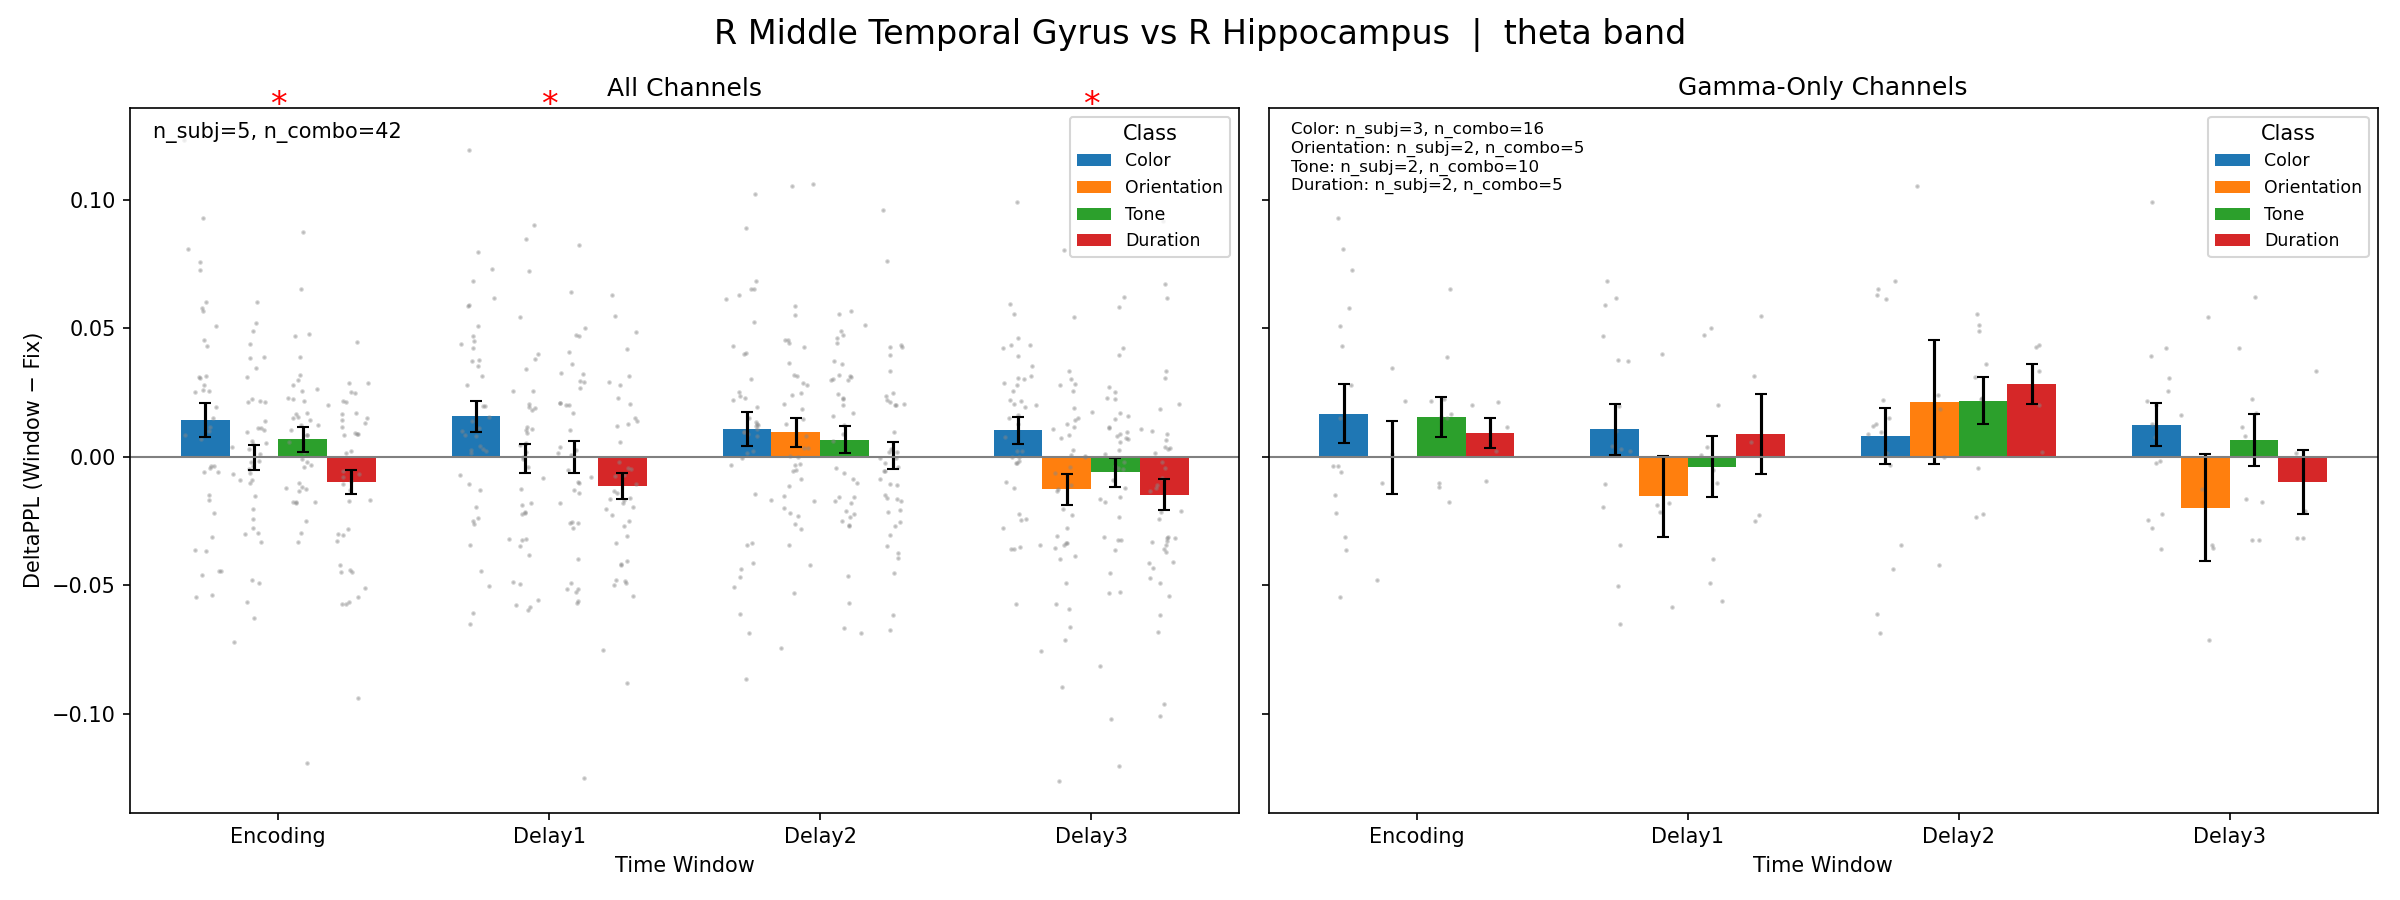 R Middle Temporal Gyrus vs R Hippocampus | theta band
All Channels
* * *
n_subj=5, n_combo=42
Class
Color
Orientation
Tone
Duration
0.10
0.05
0.00
−0.05
−0.10
DeltaPPL (Window − Fix)
Encoding Delay1 Delay2 Delay3
Time Window
Gamma-Only Channels
Color: n_subj=3, n_combo=16
Orientation: n_subj=2, n_combo=5
Tone: n_subj=2, n_combo=10
Duration: n_subj=2, n_combo=5
Class
Color
Orientation
Tone
Duration
Encoding Delay1 Delay2 Delay3
Time Window